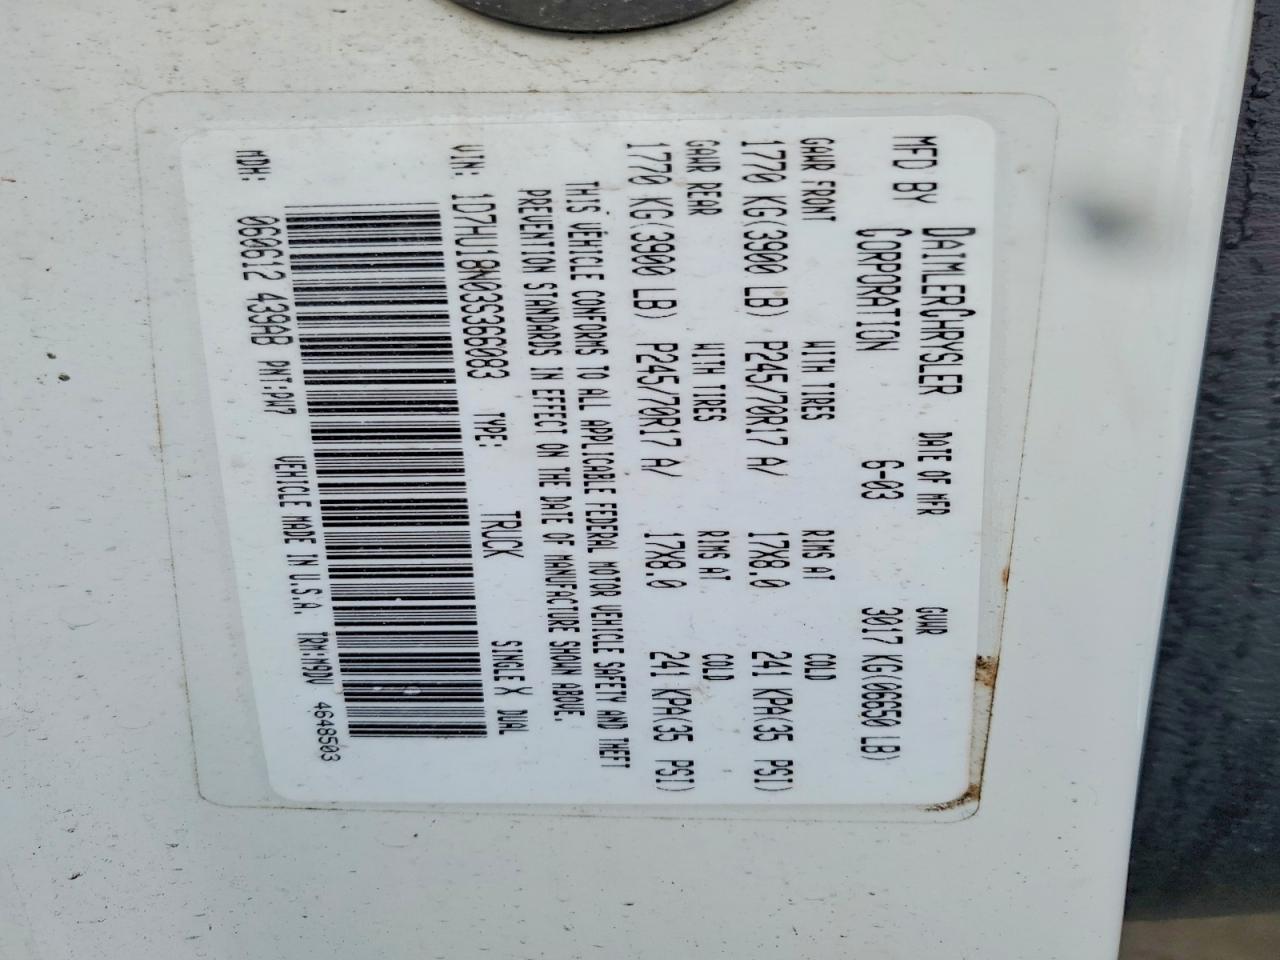 MFD BY DAIMLERCHRYSLER DATE OF MFR GVWR
CORPORATION 6-03 3017 KG(06650 LB)
GAWR FRONT WITH TIRES RIMS AT COLD
1770 KG(3900 LB) P245/70R17 A/ 17X8.0 241 KPA(35 PSI)
GAWR REAR WITH TIRES RIMS AT COLD
1770 KG(3900 LB) P245/70R17 A/ 17X8.0 241 KPA(35 PSI)
THIS VEHICLE CONFORMS TO ALL APPLICABLE FEDERAL MOTOR VEHICLE SAFETY AND THEFT
PREVENTION STANDARDS IN EFFECT ON THE DATE OF MANUFACTURE SHOWN ABOVE.
VIN: 1D7HU18N03S366083 TYPE: TRUCK SINGLE X DUAL
MDH: 060612 439AB PNT:PW7 VEHICLE MADE IN U.S.A. TRM:M9DV 4648503